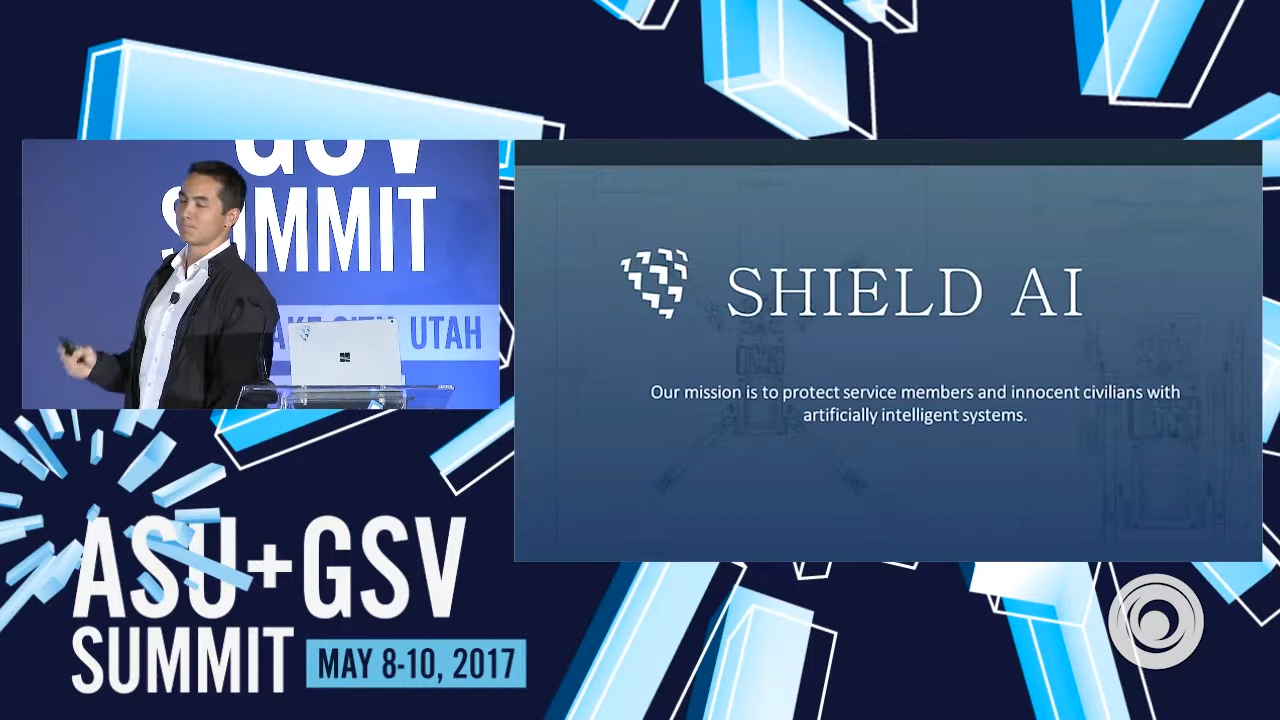 GSV
SUMMIT
UTAH
SHIELD AI
Our mission is to protect service members and innocent civilians with
artificially intelligent systems.
ASU+GSV
SUMMIT
MAY 8-10, 2017